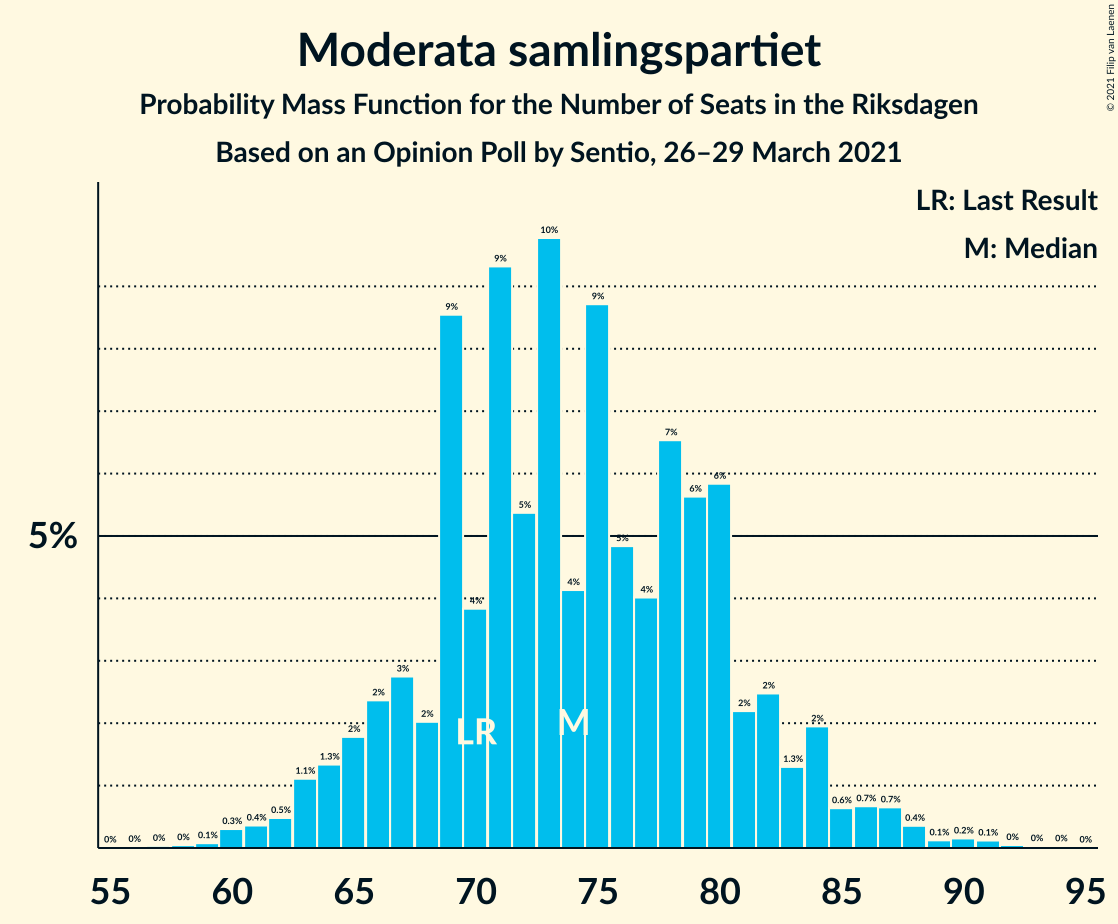 Moderata samlingspartiet
Probability Mass Function for the Number of Seats in the Riksdagen
Based on an Opinion Poll by Sentio, 26–29 March 2021
© 2021 Filip van Laenen
LR: Last Result
M: Median
5%
0% 0% 0% 0% 0.1% 0.3% 0.4% 0.5% 1.1% 1.3% 2% 2% 3% 2% 9% 4% 9% 5% 10% 4% 9% 5% 4% 7% 6% 6% 2% 2% 1.3% 2% 0.6% 0.7% 0.7% 0.4% 0.1% 0.2% 0.1% 0% 0% 0% 0%
LR M
55 60 65 70 75 80 85 90 95